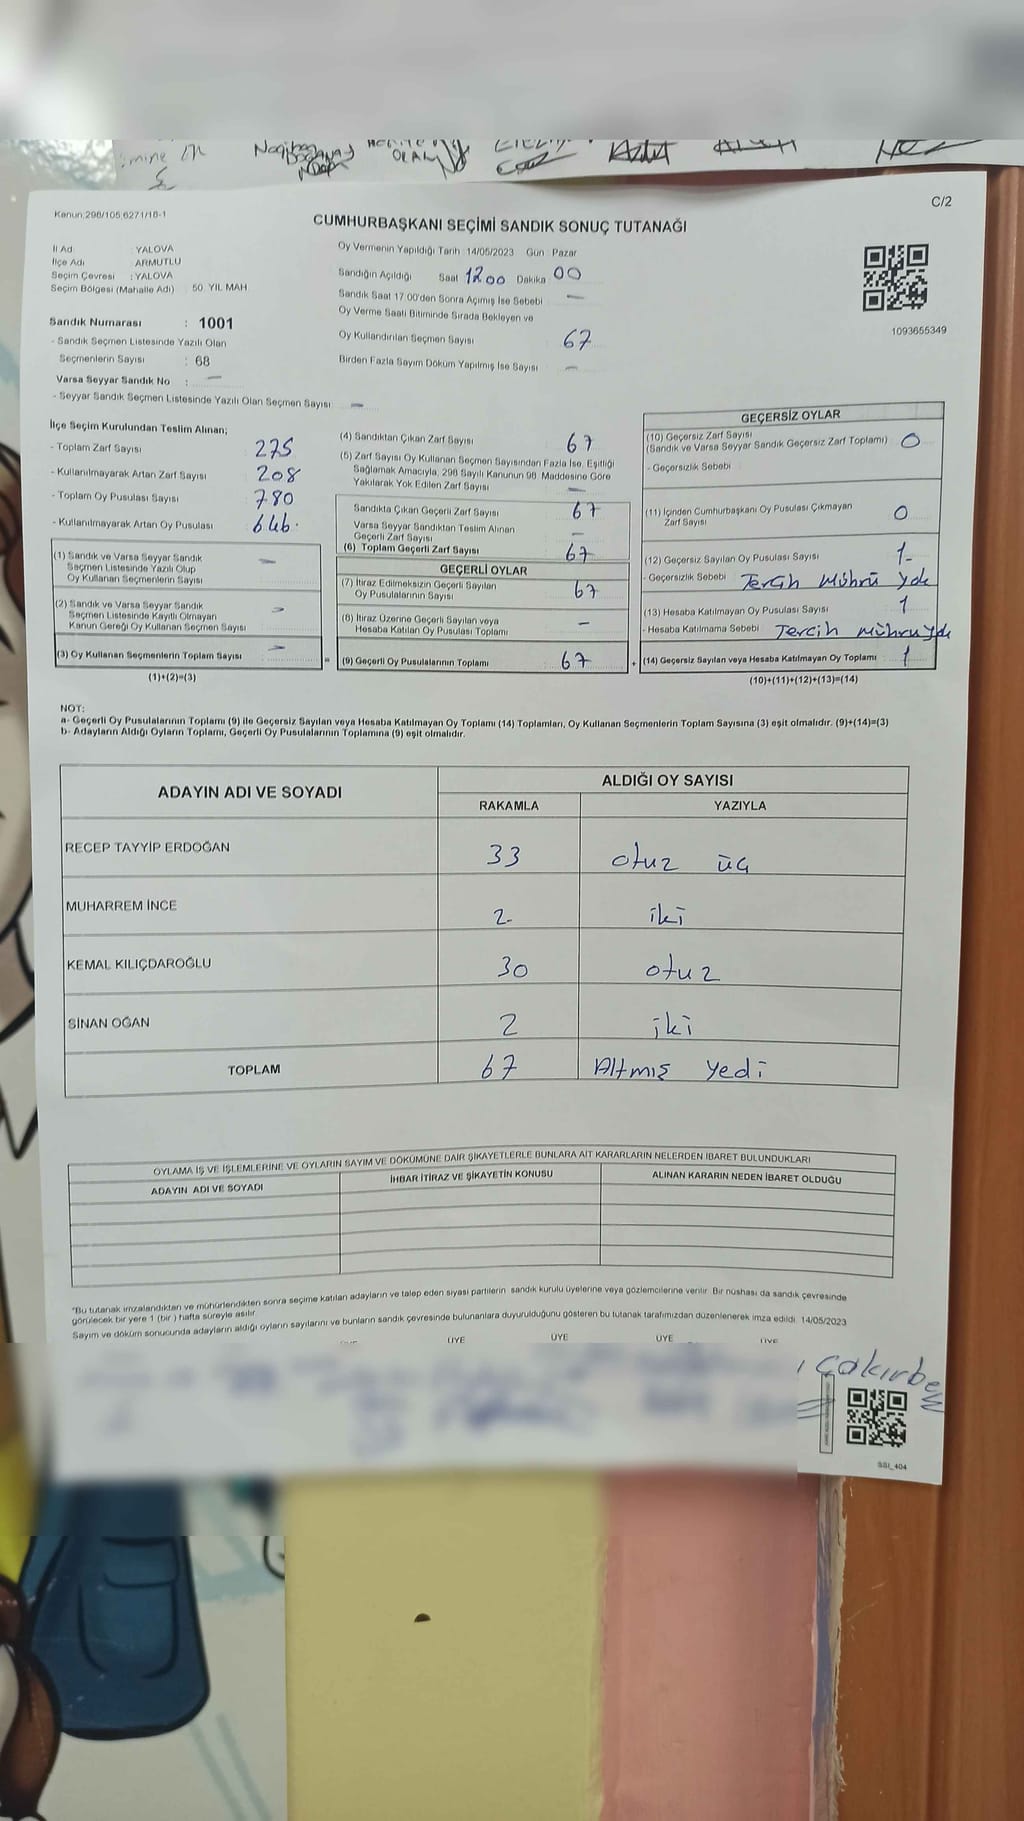 C/2
Kanun;298/105,6271/16-1
CUMHURBAŞKANI SEÇİMİ SANDIK SONUÇ TUTANAĞI
İl Adı : YALOVA
İlçe Adı : ARMUTLU
Seçim Çevresi : YALOVA
Seçim Bölgesi (Mahalle Adı) : 50. YIL MAH.
Sandık Numarası : 1001
- Sandık Seçmen Listesinde Yazılı Olan
Seçmenlerin Sayısı : 68
Varsa Seyyar Sandık No : —
- Seyyar Sandık Seçmen Listesinde Yazılı Olan Seçmen Sayısı —
Oy Vermenin Yapıldığı Tarih 14/05/2023 Gün Pazar
Sandığın Açıldığı Saat 1200 Dakika 00
Sandık Saat 17:00'den Sonra Açımış İse Sebebi —
Oy Verme Saati Bitiminde Sırada Bekleyen ve
Oy Kullandırılan Seçmen Sayısı 67
Birden Fazla Sayım Döküm Yapılmış İse Sayısı —
1093655349
İlçe Seçim Kurulundan Teslim Alınan;
- Toplam Zarf Sayısı 275
- Kullanılmayarak Artan Zarf Sayısı 208
- Toplam Oy Pusulası Sayısı 780
- Kullanılmayarak Artan Oy Pusulası 646.
(1) Sandık ve Varsa Seyyar Sandık
Seçmen Listesinde Yazılı Olup
Oy Kullanan Seçmenlerin Sayısı —
(2) Sandık ve Varsa Seyyar Sandık
Seçmen Listesinde Kayıtlı Olmayan
Kanun Gereği Oy Kullanan Seçmen Sayısı —
(3) Oy Kullanan Seçmenlerin Toplam Sayısı —
(1)+(2)=(3)
(4) Sandıktan Çıkan Zarf Sayısı 67
(5) Zarf Sayısı Oy Kullanan Seçmen Sayısından Fazla İse, Eşitliği
Sağlamak Amacıyla, 298 Sayılı Kanunun 98. Maddesine Göre
Yakılarak Yok Edilen Zarf Sayısı —
Sandıkta Çıkan Geçerli Zarf Sayısı 67
Varsa Seyyar Sandıktan Teslim Alınan
Geçerli Zarf Sayısı —
(6) Toplam Geçerli Zarf Sayısı 67
GEÇERLİ OYLAR
(7) İtiraz Edilmeksizin Geçerli Sayılan
Oy Pusulalarının Sayısı 67
(8) İtiraz Üzerine Geçerli Sayılan veya
Hesaba Katılan Oy Pusulası Toplamı —
= (9) Geçerli Oy Pusulalarının Toplamı 67
GEÇERSİZ OYLAR
(10) Geçersiz Zarf Sayısı
(Sandık ve Varsa Seyyar Sandık Geçersiz Zarf Toplamı) 0
- Geçersizlik Sebebi
(11) İçinden Cumhurbaşkanı Oy Pusulası Çıkmayan
Zarf Sayısı 0
(12) Geçersiz Sayılan Oy Pusulası Sayısı 1-
- Geçersizlik Sebebi Tercih Mührü yok
(13) Hesaba Katılmayan Oy Pusulası Sayısı 1
- Hesaba Katılmama Sebebi Tercih mührü yok
+ (14) Geçersiz Sayılan veya Hesaba Katılmayan Oy Toplamı 1
(10)+(11)+(12)+(13)=(14)
NOT:
a- Geçerli Oy Pusulalarının Toplamı (9) ile Geçersiz Sayılan veya Hesaba Katılmayan Oy Toplamı (14) Toplamları, Oy Kullanan Seçmenlerin Toplam Sayısına (3) eşit olmalıdır. (9)+(14)=(3)
b- Adayların Aldığı Oyların Toplamı, Geçerli Oy Pusulalarının Toplamına (9) eşit olmalıdır.
ADAYIN ADI VE SOYADI ALDIĞI OY SAYISI
RAKAMLA YAZIYLA
RECEP TAYYİP ERDOĞAN 33 otuz üç
MUHARREM İNCE 2- iki
KEMAL KILIÇDAROĞLU 30 otuz
SİNAN OĞAN 2 iki
TOPLAM 67 Altmış yedi
OYLAMA İŞ VE İŞLEMLERİNE VE OYLARIN SAYIM VE DÖKÜMÜNE DAİR ŞİKAYETLERLE BUNLARA AİT KARARLARIN NELERDEN İBARET BULUNDUKLARI
ADAYIN ADI VE SOYADI İHBAR İTİRAZ VE ŞİKAYETİN KONUSU ALINAN KARARIN NEDEN İBARET OLDUĞU
"Bu tutanak imzalandıktan ve mühürlendikten sonra seçime katılan adayların ve talep eden siyasi partilerin sandık kurulu üyelerine veya gözlemcilerine verilir. Bir nüshası da sandık çevresinde
görülecek bir yere 1 (bir ) hafta süreyle asılır.
Sayım ve döküm sonucunda adayların aldığı oyların sayılarını ve bunların sandık çevresinde bulunanlara duyurulduğunu gösteren bu tutanak tarafımızdan düzenlenerek imza edildi. 14/05/2023
ÜYE ÜYE ÜYE ÜYE
SSI_404